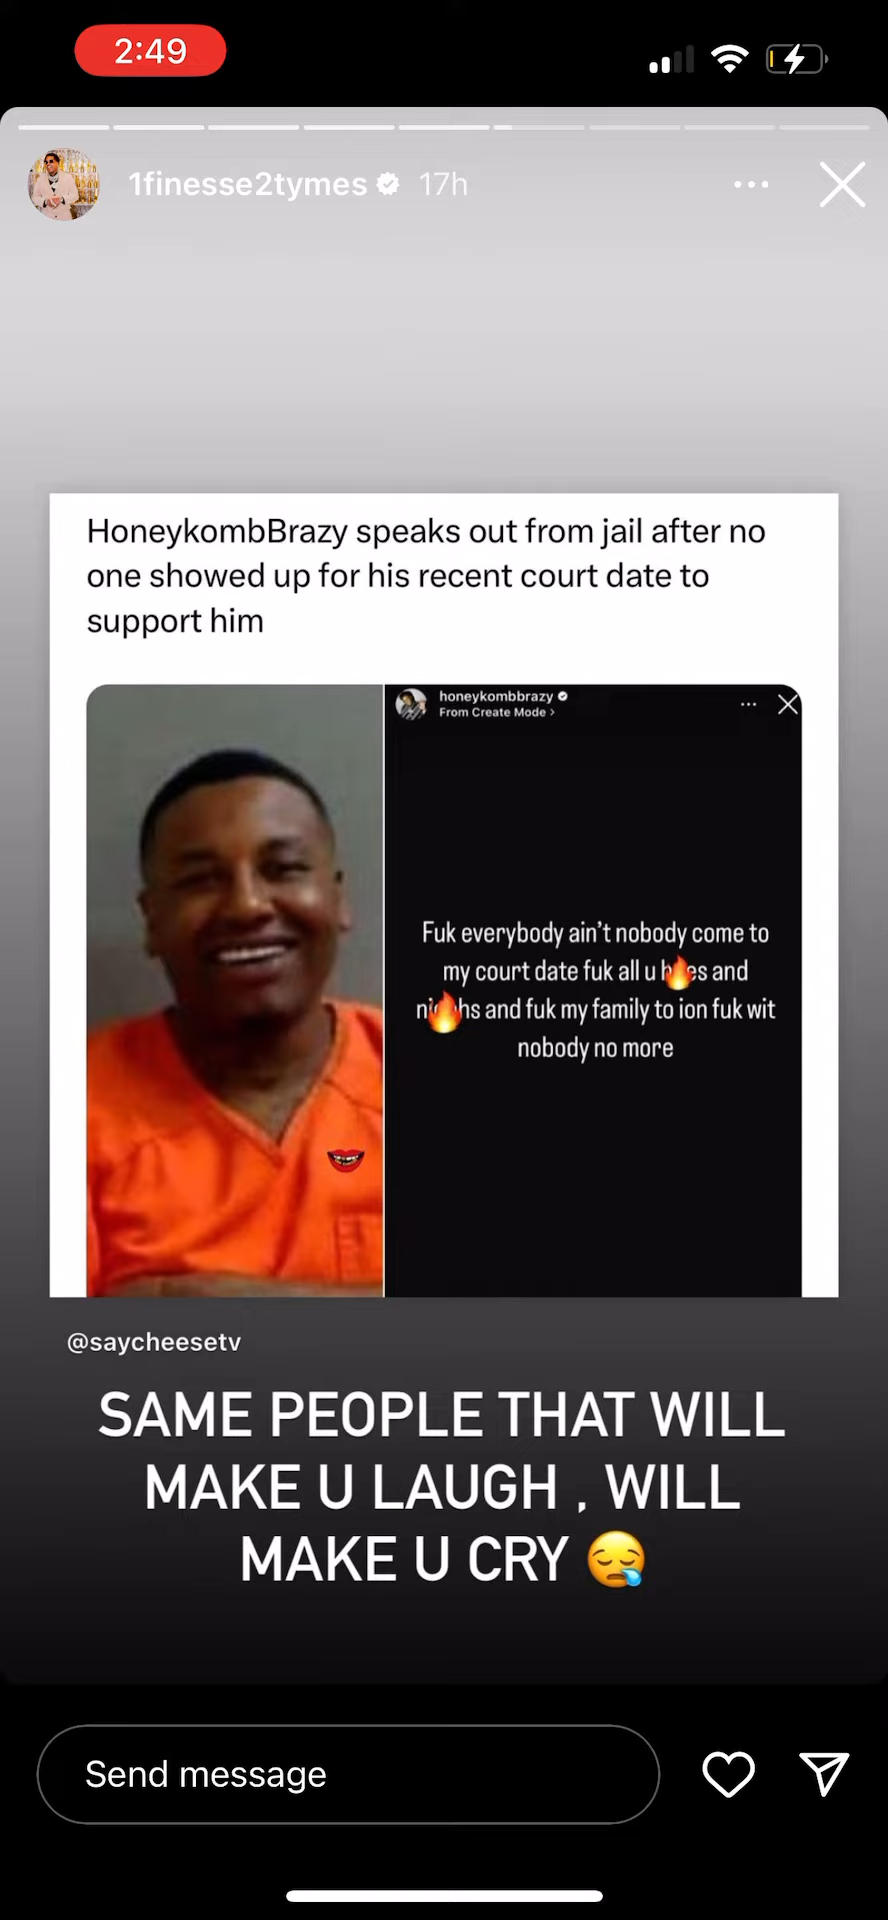 2:49
1finesse2tymes 17h
HoneykombBrazy speaks out from jail after no
one showed up for his recent court date to
support him
honeykombbrazy
From Create Mode >
Fuk everybody ain't nobody come to
my court date fuk all u h🔥es and
ni🔥hs and fuk my family to ion fuk wit
nobody no more
@saycheesetv
SAME PEOPLE THAT WILL
MAKE U LAUGH , WILL
MAKE U CRY 😪
Send message